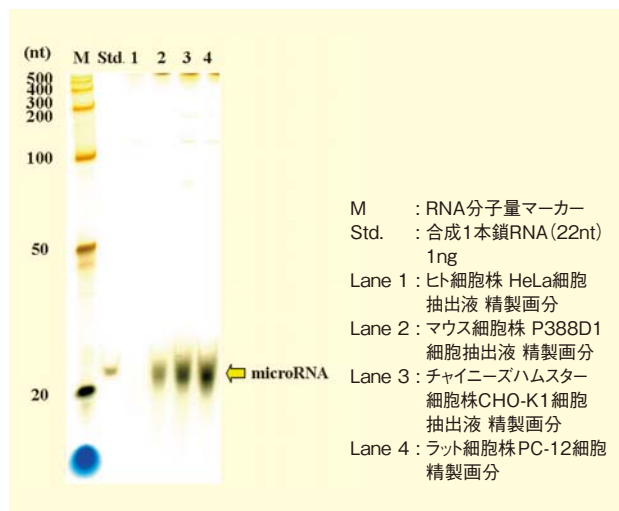 (nt) M Std. 1 2 3 4
500
400
300
200
100
50
20
microRNA
M : RNA分子量マーカー
Std. : 合成1本鎖RNA(22nt)
1ng
Lane 1 : ヒト細胞株 HeLa細胞
抽出液 精製画分
Lane 2 : マウス細胞株 P388D1
細胞抽出液 精製画分
Lane 3 : チャイニーズハムスター
細胞株CHO-K1細胞
抽出液 精製画分
Lane 4 : ラット細胞株PC-12細胞
精製画分